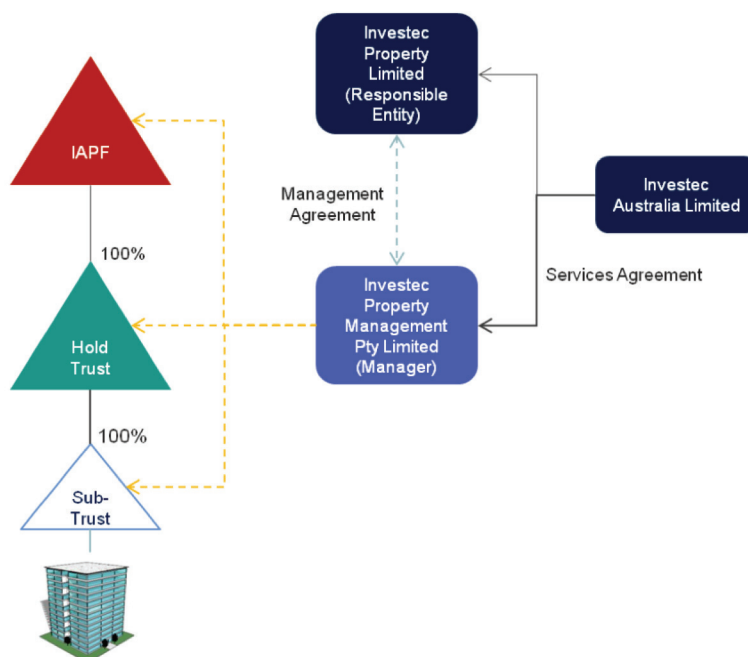 Investec
Property
Limited
(Responsible
Entity)
IAPF
Management
Agreement
Investec
Australia Limited
100%
Services Agreement
Investec
Property
Management
Pty Limited
(Manager)
Hold
Trust
100%
Sub-
Trust